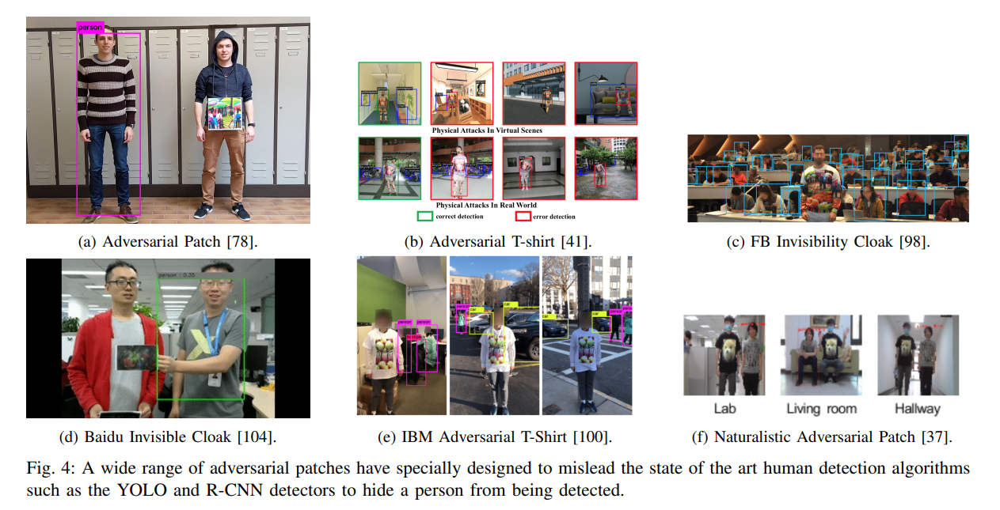 person
Physical Attacks In Virtual Scenes
Physical Attacks In Real World
correct detection
error detection
(a) Adversarial Patch [78].
(b) Adversarial T-shirt [41].
(c) FB Invisibility Cloak [98].
person : 0.35
person
person
person
car
car
car
person
person
Lab
Living room
Hallway
(d) Baidu Invisible Cloak [104].
(e) IBM Adversarial T-Shirt [100].
(f) Naturalistic Adversarial Patch [37].
Fig. 4: A wide range of adversarial patches have specially designed to mislead the state of the art human detection algorithms
such as the YOLO and R-CNN detectors to hide a person from being detected.